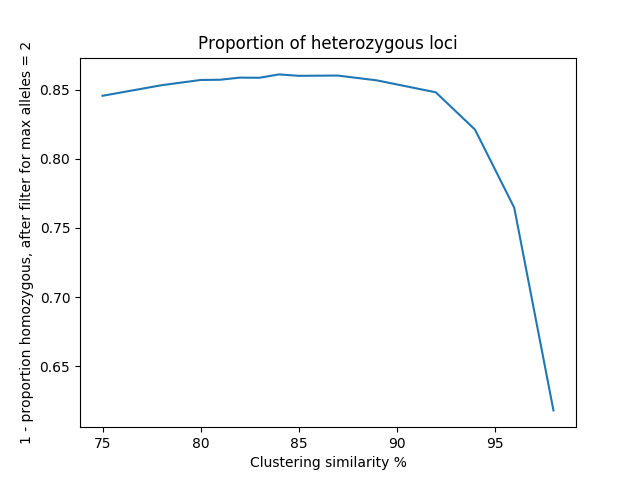 Proportion of heterozygous loci
1 - proportion homozygous, after filter for max alleles = 2
0.85
0.80
0.75
0.70
0.65
75 80 85 90 95
Clustering similarity %